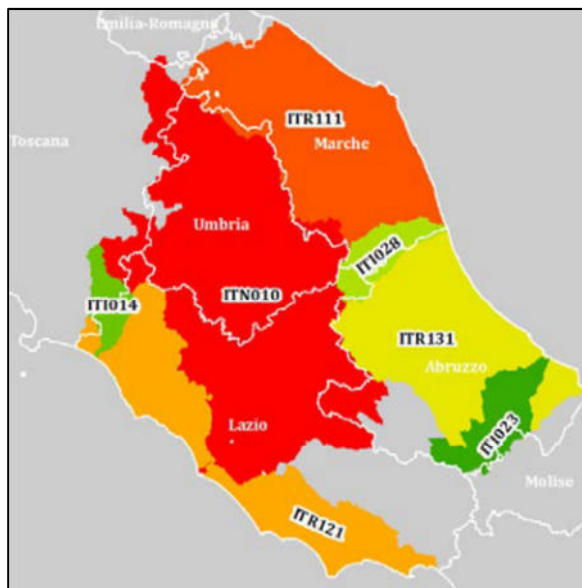 Emilia-Romagna
ITR111
Marche
Toscana
Umbria
ITI028
ITN010
ITI014
ITR131
Abruzzo
Lazio
ITI023
Molise
ITR121